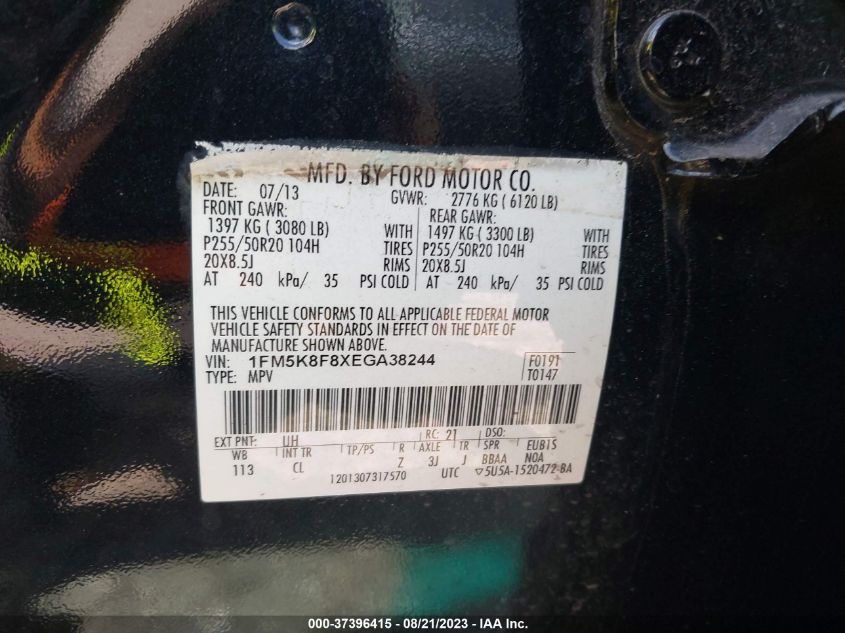 MFD. BY FORD MOTOR CO.
DATE: 07/13 GVWR: 2776 KG ( 6120 LB)
FRONT GAWR: REAR GAWR:
1397 KG ( 3080 LB) WITH 1497 KG ( 3300 LB) WITH
P255/50R20 104H TIRES P255/50R20 104H TIRES
20X8.5J RIMS 20X8.5J RIMS
AT 240 kPa/ 35 PSI COLD AT 240 kPa/ 35 PSI COLD
THIS VEHICLE CONFORMS TO ALL APPLICABLE FEDERAL MOTOR
VEHICLE SAFETY STANDARDS IN EFFECT ON THE DATE OF
MANUFACTURE SHOWN ABOVE.
VIN: 1FM5K8F8XEGA38244 F0191
TYPE: MPV T0147
EXT PNT: UH RC: 21 DSO:
WB INT TR TP/PS R AXLE TR SPR EUB1S
113 CL Z 3J J BBAA NOA
1201307317570 UTC ▽5U5A-1520472-BA
000-37396415 - 08/21/2023 - IAA Inc.